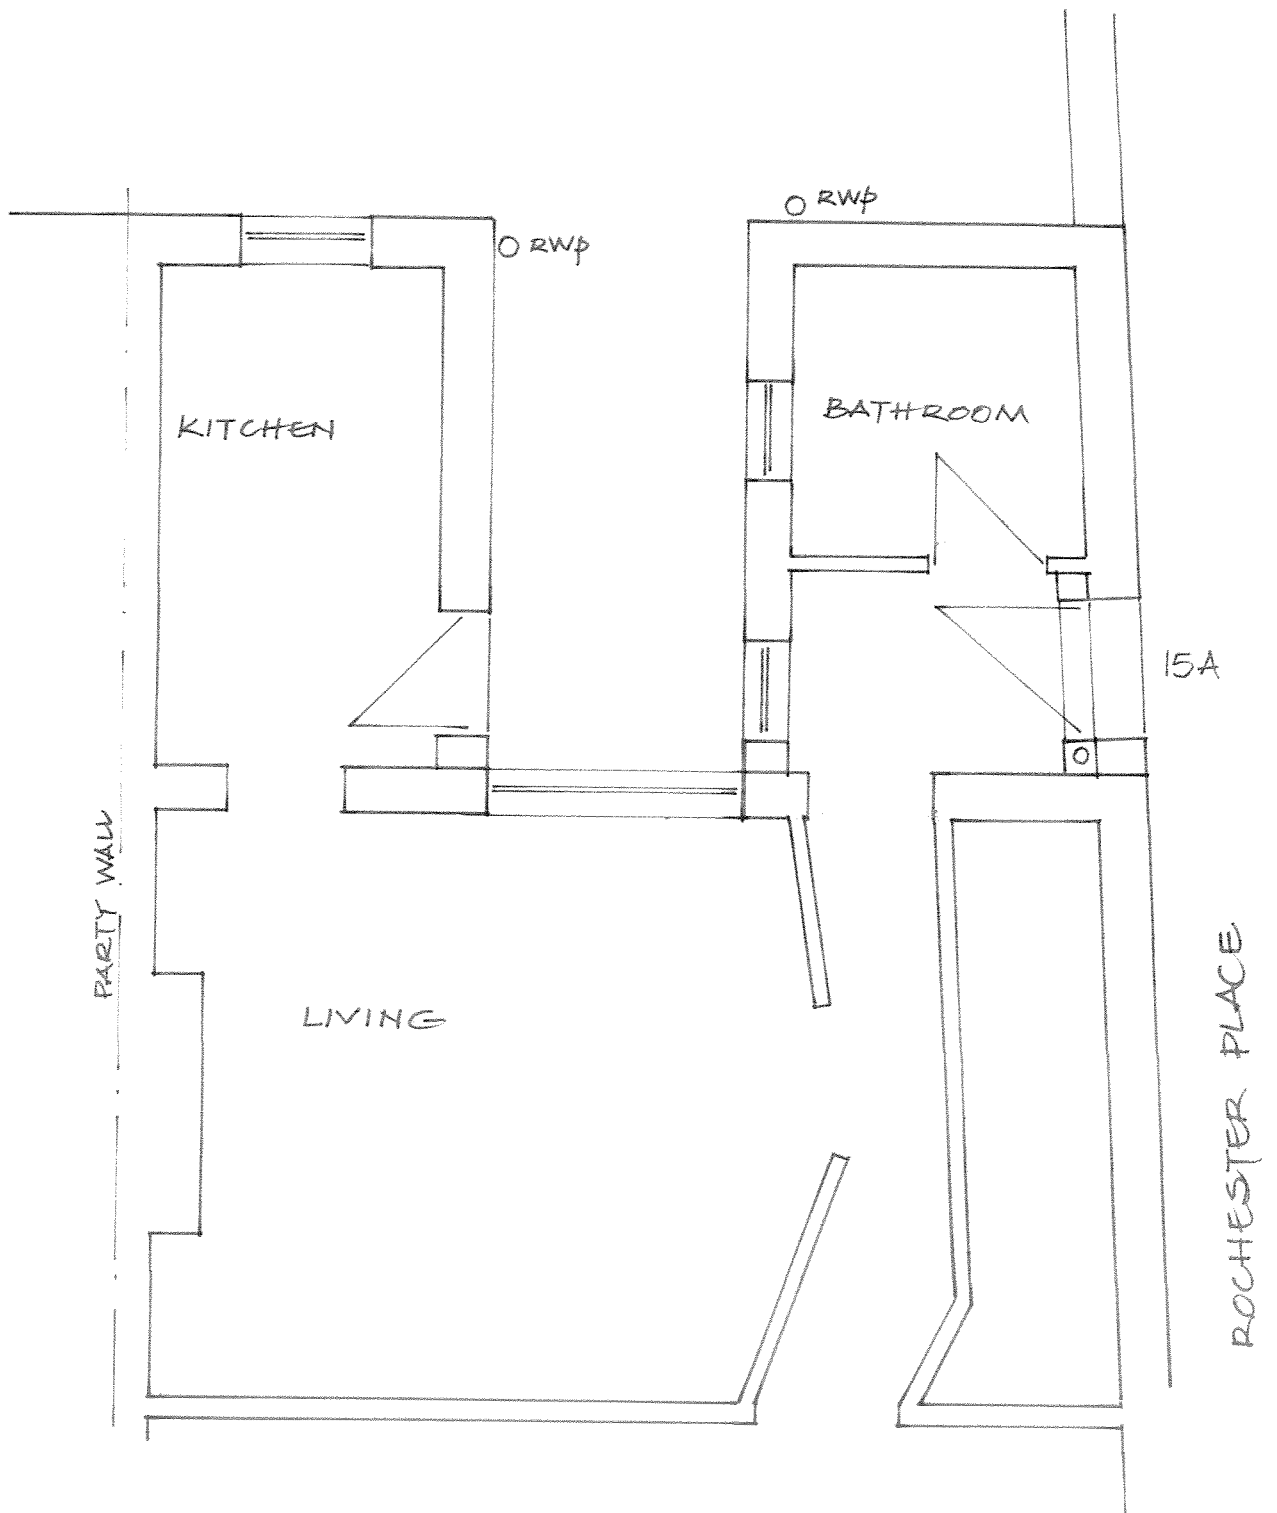 RWP
RWP
KITCHEN
BATHROOM
15A
PARTY WALL
LIVING
ROCHESTER PLACE